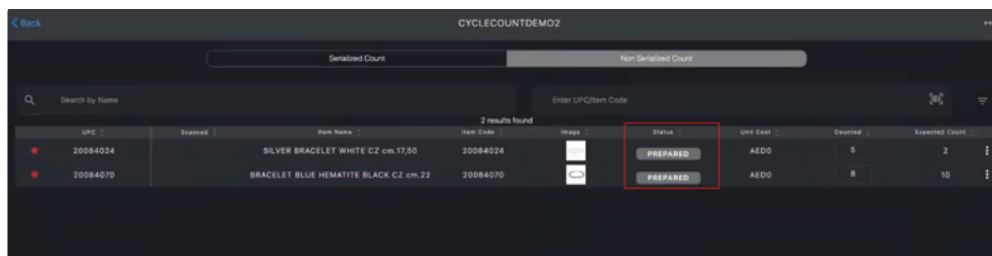 Back
CYCLECOUNTDEMO2
Serialized Count Non Serialized Count
Search by Name Enter UPC/Item Code
2 results found
UPC Scanned Item Name Item Code Image Status Unit Cost Counted Expected Count
20084024 SILVER BRACELET WHITE CZ cm.17,50 20084024 PREPARED AED0 5 2
20084070 BRACELET BLUE HEMATITE BLACK CZ cm.22 20084070 PREPARED AED0 8 10